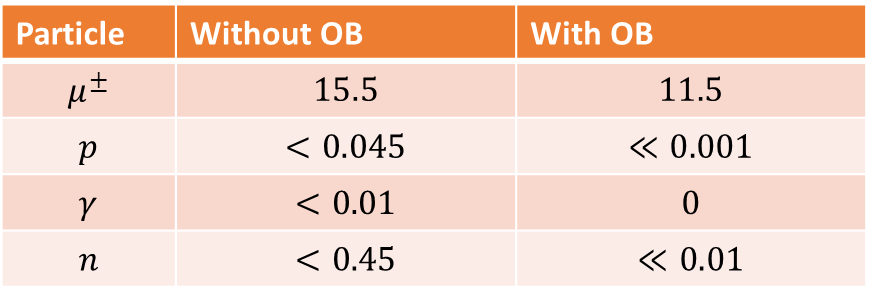 Particle Without OB With OB
μ± 15.5 11.5
p < 0.045 ≪ 0.001
γ < 0.01 0
n < 0.45 ≪ 0.01